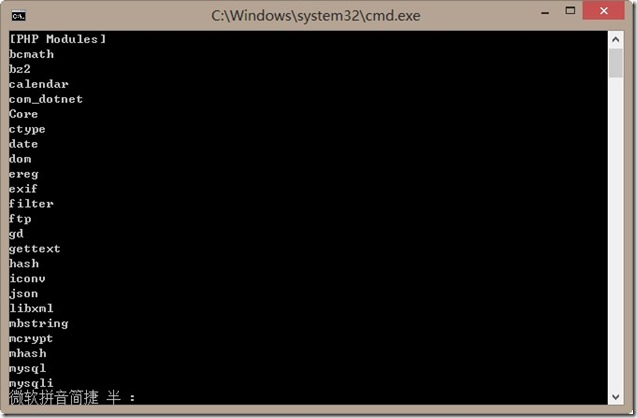 C:\Windows\system32\cmd.exe
[PHP Modules]
bcmath
bz2
calendar
com_dotnet
Core
ctype
date
dom
ereg
exif
filter
ftp
gd
gettext
hash
iconv
json
libxml
mbstring
mcrypt
mhash
mysql
mysqli
微软拼音简捷 半 :